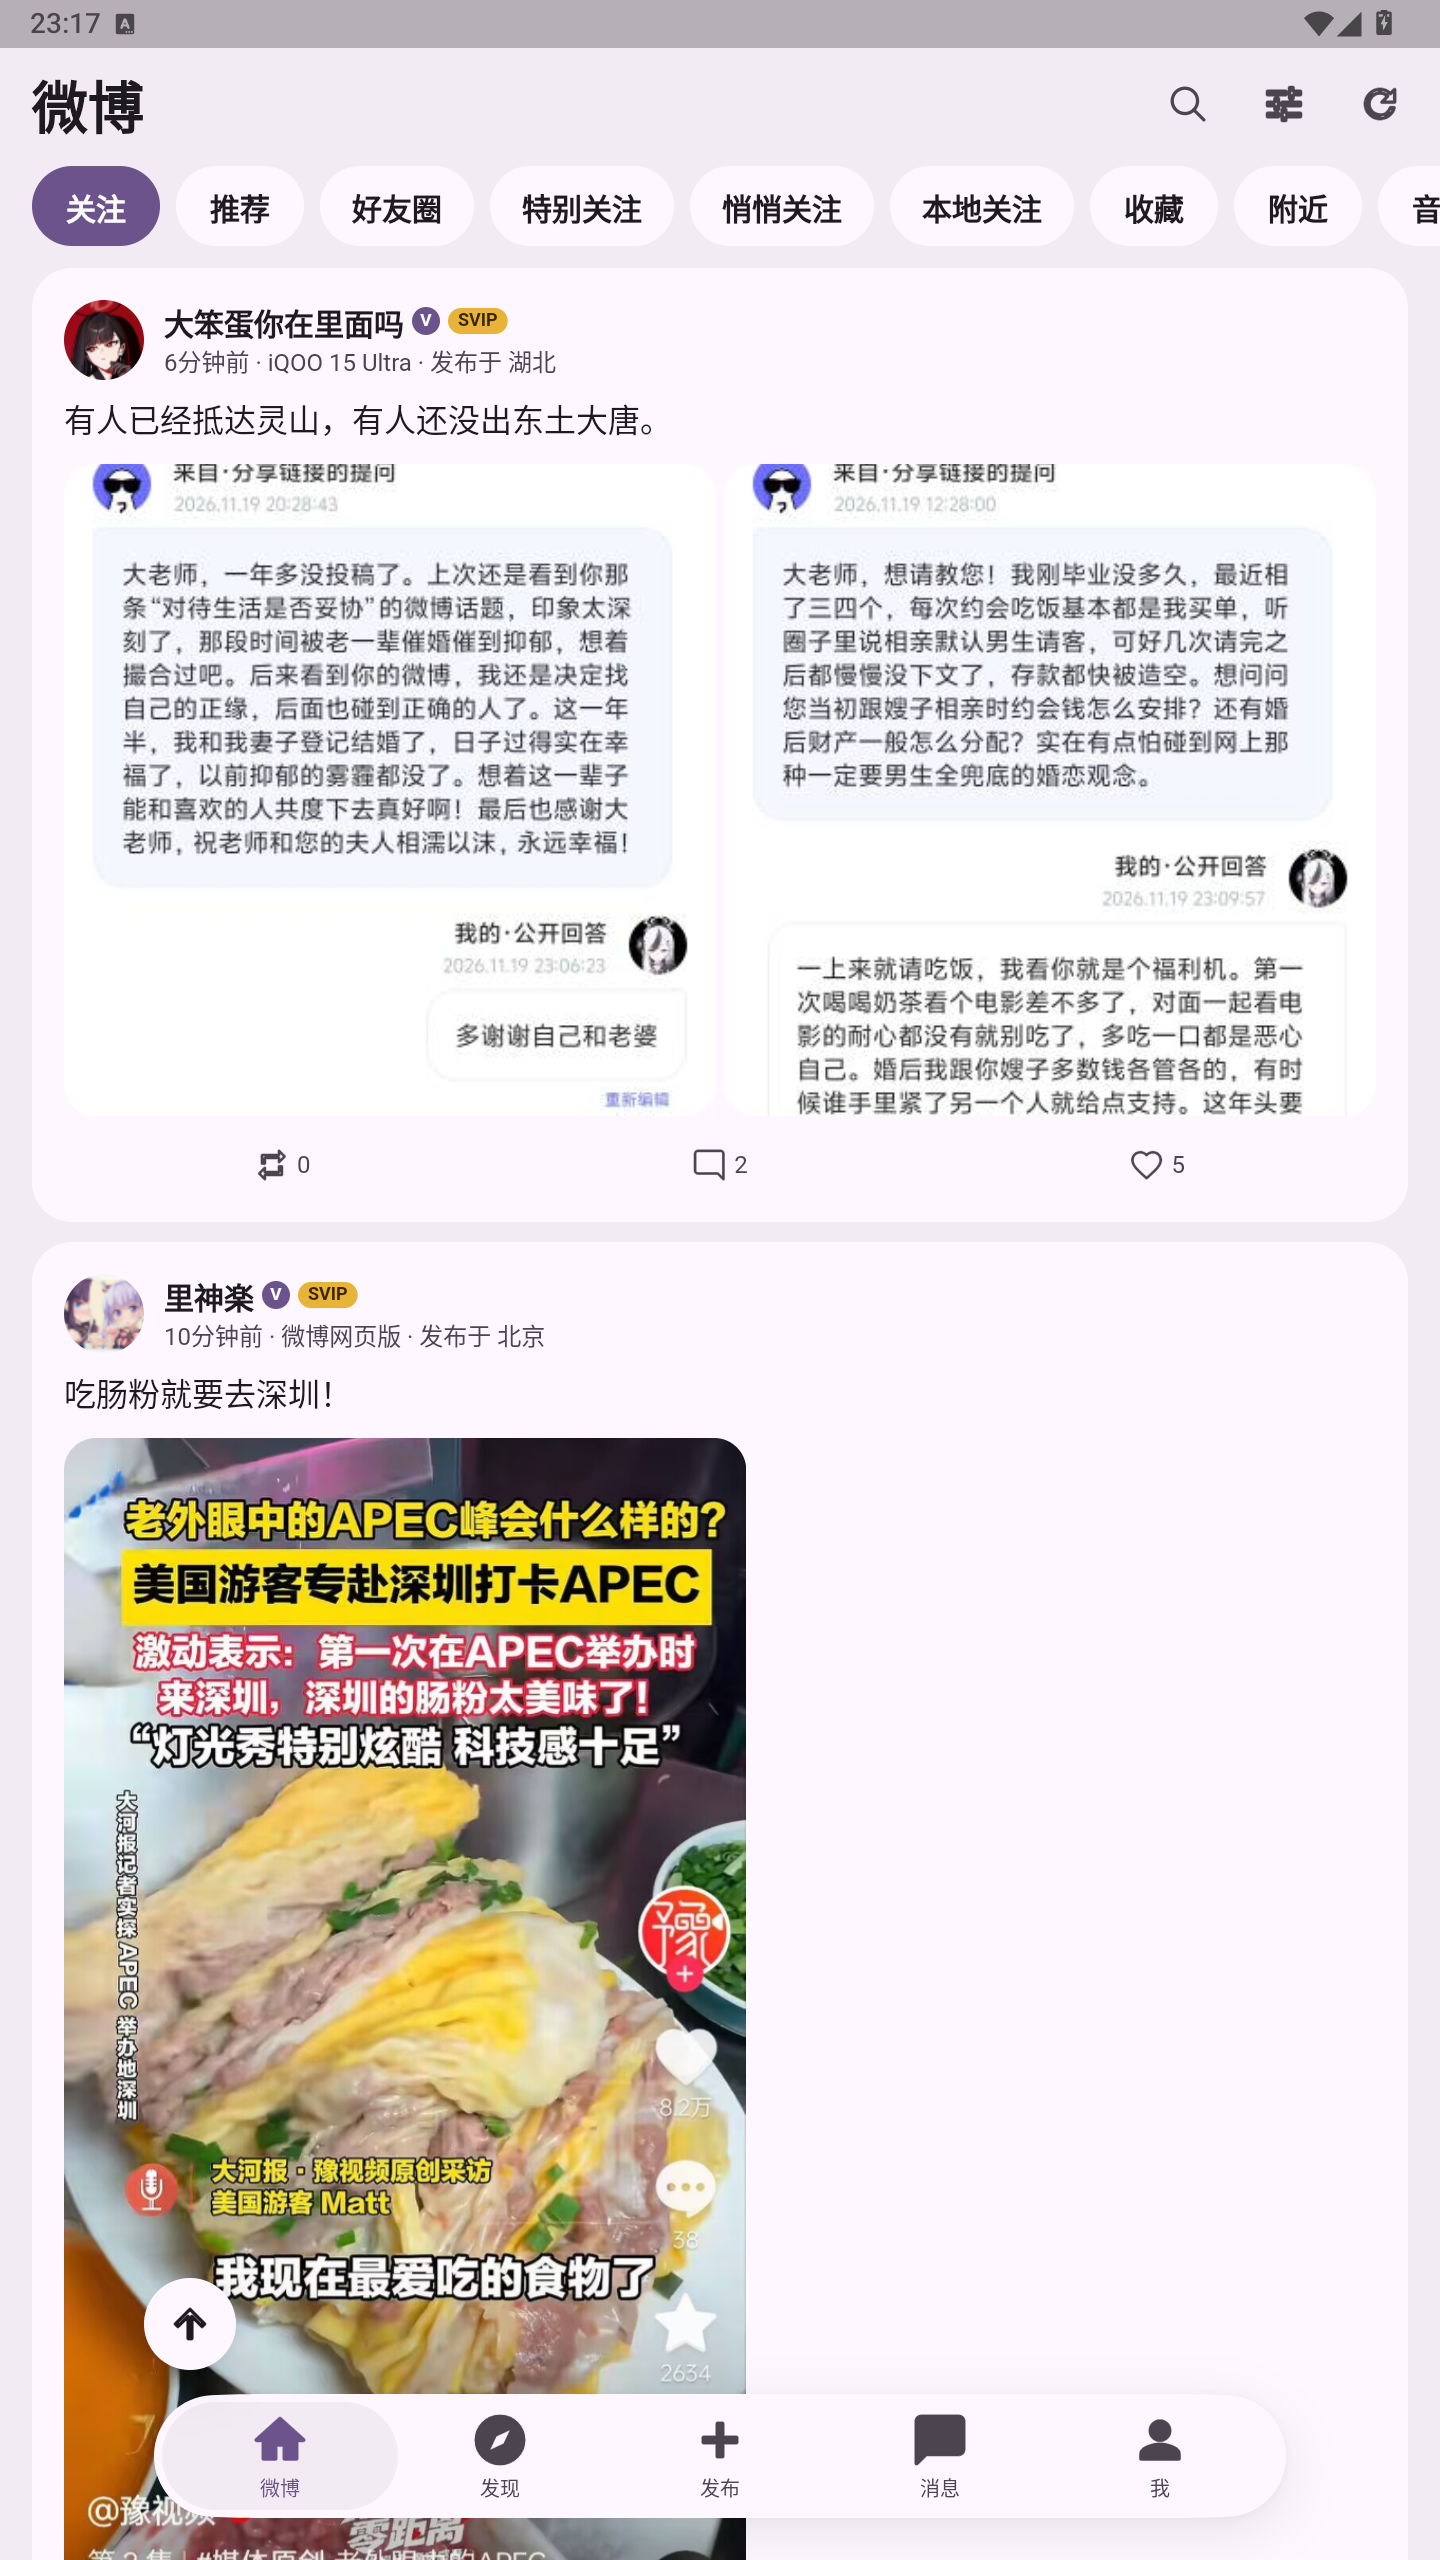 23:17
微博
关注 推荐 好友圈 特别关注 悄悄关注 本地关注 收藏 附近 音
大笨蛋你在里面吗 V SVIP
6分钟前 · iQOO 15 Ultra · 发布于 湖北
有人已经抵达灵山，有人还没出东土大唐。
来自·分享链接的提问
2026.11.19 20:28:43
大老师，一年多没投稿了。上次还是看到你那
条“对待生活是否妥协”的微博话题，印象太深
刻了，那段时间被老一辈催婚催到抑郁，想着
撮合过吧。后来看到你的微博，我还是决定找
自己的正缘，后面也碰到正确的人了。这一年
半，我和我妻子登记结婚了，日子过得实在幸
福了，以前抑郁的雾霾都没了。想着这一辈子
能和喜欢的人共度下去真好啊！最后也感谢大
老师，祝老师和您的夫人相濡以沫，永远幸福！
我的·公开回答
2026.11.19 23:06:23
多谢谢自己和老婆
重新编辑
来自·分享链接的提问
2026.11.19 12:28:00
大老师，想请教您！我刚毕业没多久，最近相
了三四个，每次约会吃饭基本都是我买单，听
圈子里说相亲默认男生请客，可好几次请完之
后都慢慢没下文了，存款都快被造空。想问问
您当初跟嫂子相亲时约会钱怎么安排？还有婚
后财产一般怎么分配？实在有点怕碰到网上那
种一定要男生全兜底的婚恋观念。
我的·公开回答
2026.11.19 23:09:57
一上来就请吃饭，我看你就是个福利机。第一
次喝喝奶茶看个电影差不多了，对面一起看电
影的耐心都没有就别吃了，多吃一口都是恶心
自己。婚后我跟你嫂子多数钱各管各的，有时
候谁手里紧了另一个人就给点支持。这年头要
0 2 5
里神楽 V SVIP
10分钟前 · 微博网页版 · 发布于 北京
吃肠粉就要去深圳！
老外眼中的APEC峰会什么样的？
美国游客专赴深圳打卡APEC
激动表示：第一次在APEC举办时
来深圳，深圳的肠粉太美味了！
“灯光秀特别炫酷 科技感十足”
大河报记者实探 APEC 举办地深圳
豫
8.2万
大河报·豫视频原创采访
美国游客 Matt
38
我现在最爱吃的食物了
2634
微博 发现 发布 消息 我
@豫视频
零距离